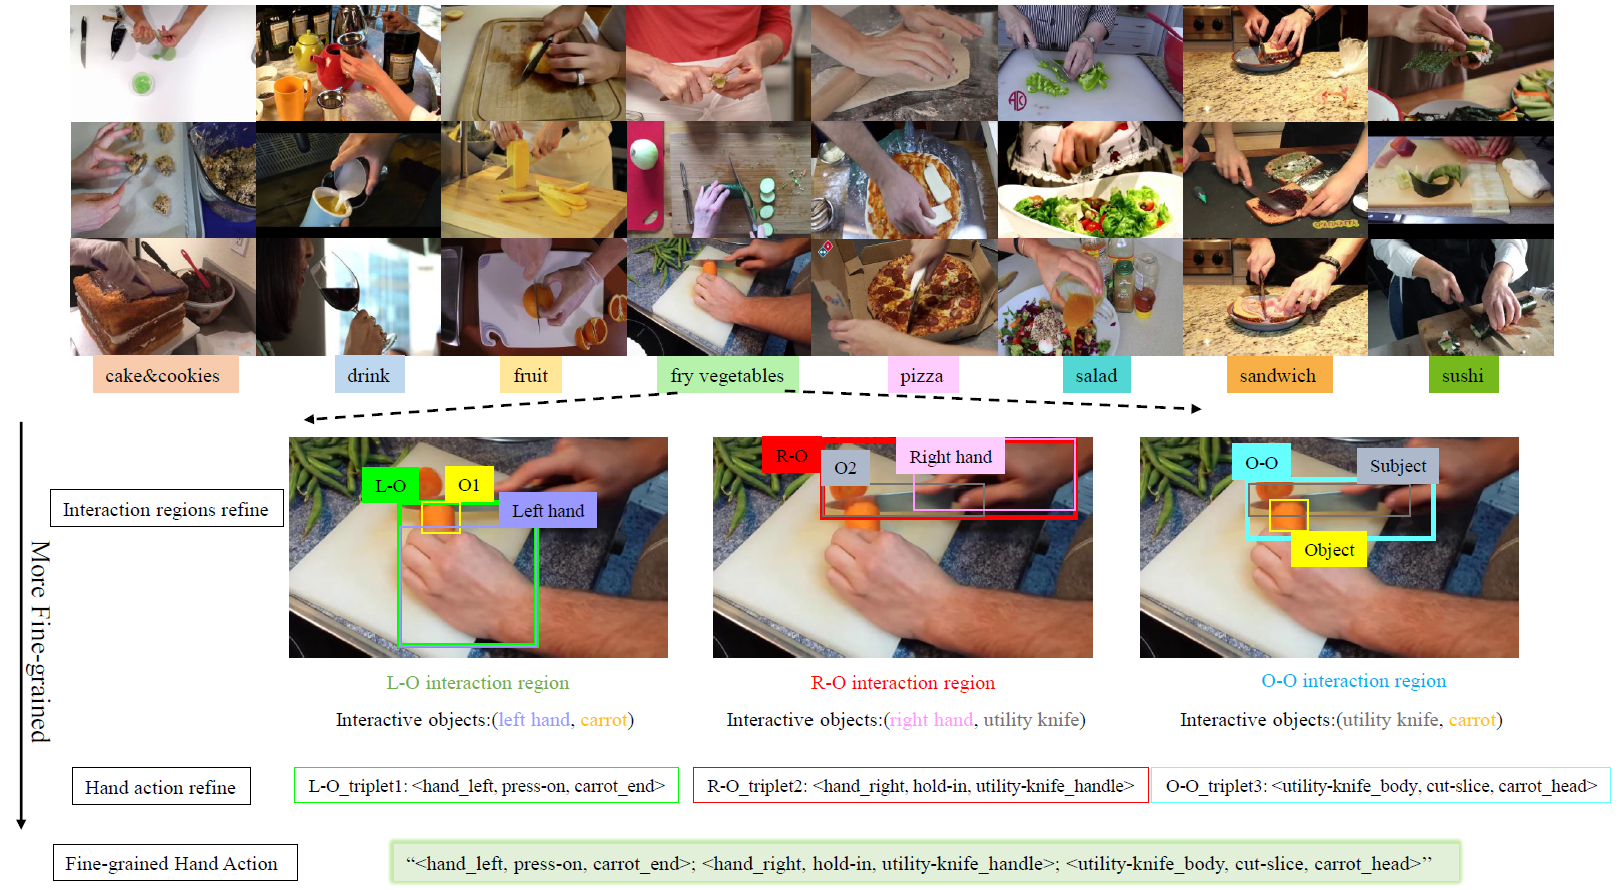 cake&cookies
drink
fruit
fry vegetables
pizza
salad
sandwich
sushi
More Fine-grained
Interaction regions refine
L-O
O1
Left hand
R-O
O2
Right hand
O-O
Subject
Object
L-O interaction region
R-O interaction region
O-O interaction region
Interactive objects:(left hand, carrot)
Interactive objects:(right hand, utility knife)
Interactive objects:(utility knife, carrot)
Hand action refine
L-O_triplet1: <hand_left, press-on, carrot_end>
R-O_triplet2: <hand_right, hold-in, utility-knife_handle>
O-O_triplet3: <utility-knife_body, cut-slice, carrot_head>
Fine-grained Hand Action
“<hand_left, press-on, carrot_end>; <hand_right, hold-in, utility-knife_handle>; <utility-knife_body, cut-slice, carrot_head>”